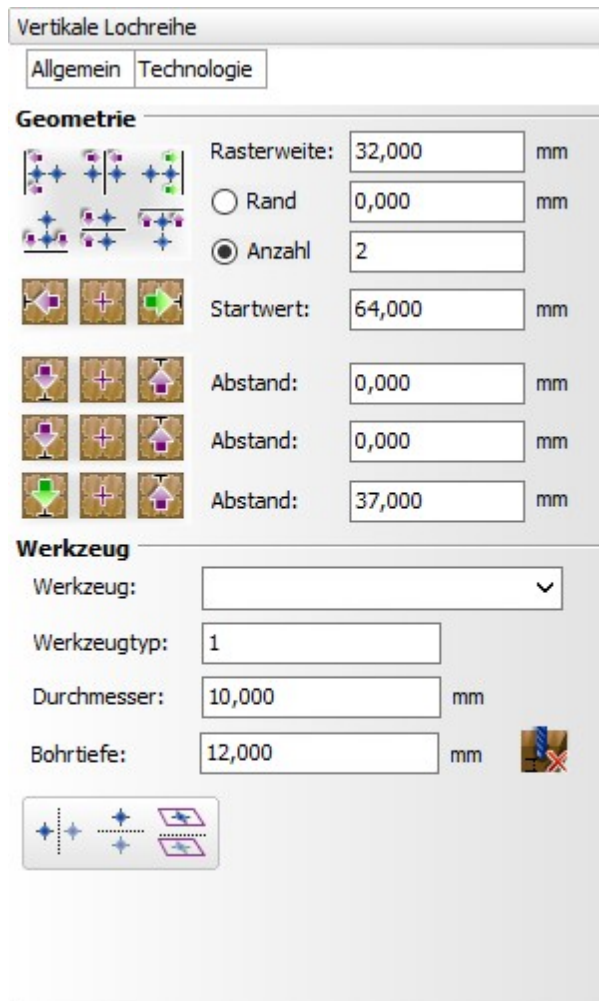 Vertikale Lochreihe
Allgemein Technologie
Geometrie
Rasterweite: 32,000 mm
Rand 0,000 mm
Anzahl 2
Startwert: 64,000 mm
Abstand: 0,000 mm
Abstand: 0,000 mm
Abstand: 37,000 mm
Werkzeug
Werkzeug:
Werkzeugtyp: 1
Durchmesser: 10,000 mm
Bohrtiefe: 12,000 mm